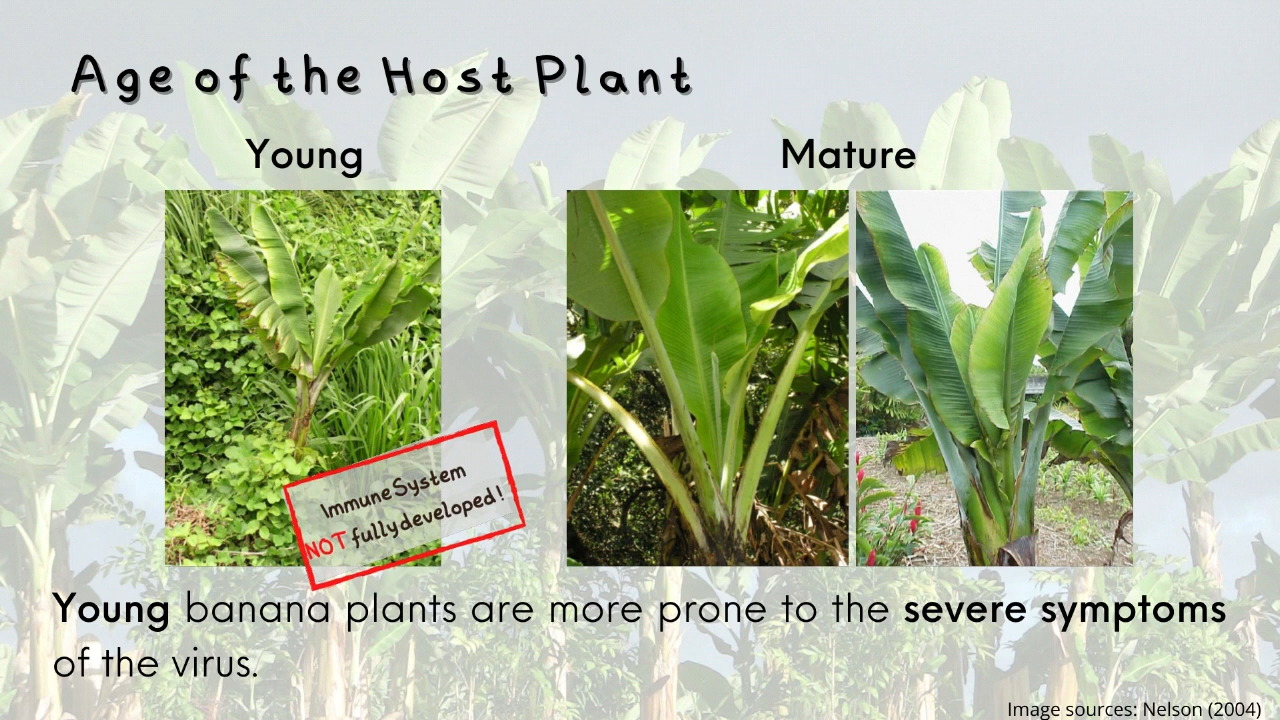 Age of the Host Plant
Young
Mature
Immune System
NOT fully developed!
Young banana plants are more prone to the severe symptoms
of the virus.
Image sources: Nelson (2004)